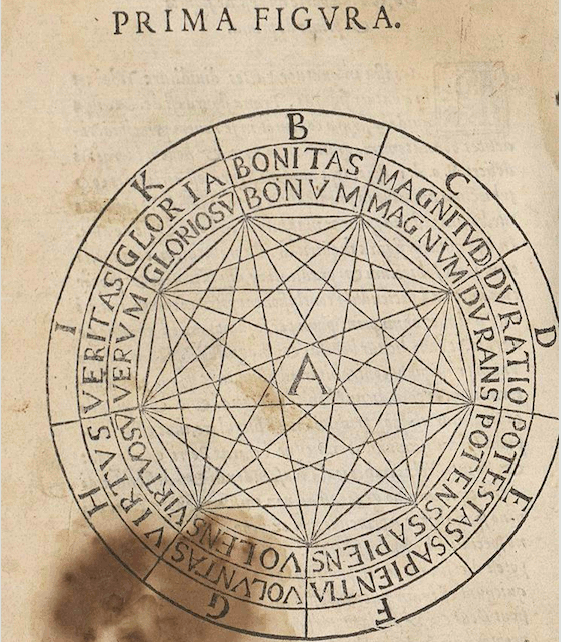 PRIMA FIGVRA.
B
BONITAS
BONVM
C
MAGNITVD
MAGNVM
D
DVRATIO
DVRANS
E
POTESTAS
POTENS
F
SAPIENTIA
SAPIENS
G
VOLVNTAS
VOLENS
H
VIRTVS
VIRTVOSV
I
VERITAS
VERVM
K
GLORIA
GLORIOSV
A